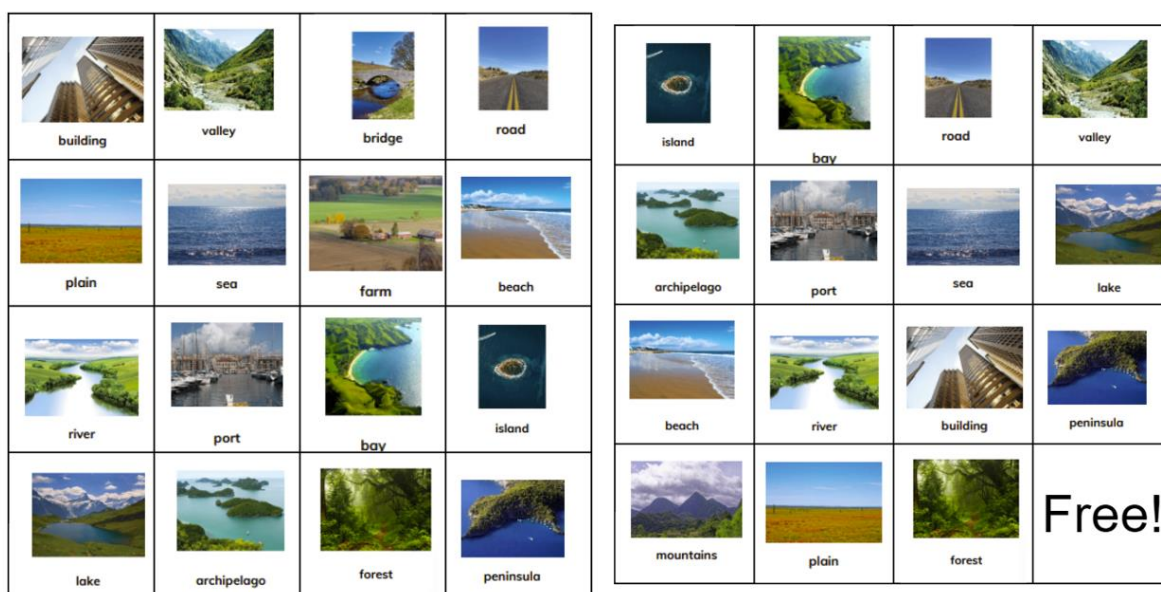 building valley bridge road
plain sea farm beach
river port bay island
lake archipelago forest peninsula
island bay road valley
archipelago port sea lake
beach river building peninsula
mountains plain forest Free!